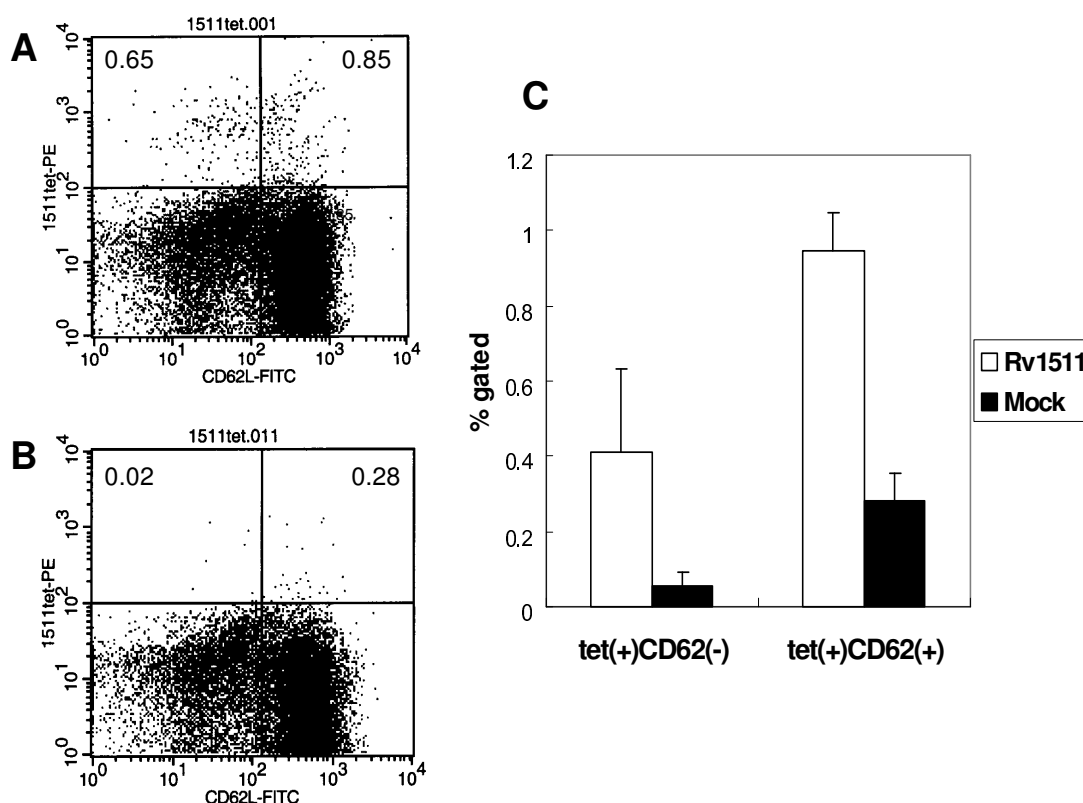 A
1511tet.001
0.65
0.85
10^4
10^3
10^2
10^1
10^0
1511tet-PE
10^0 10^1 10^2 10^3 10^4
CD62L-FITC
B
1511tet.011
0.02
0.28
10^4
10^3
10^2
10^1
10^0
1511tet-PE
10^0 10^1 10^2 10^3 10^4
CD62L-FITC
C
1.2
1
0.8
0.6
0.4
0.2
0
% gated
tet(+)CD62(-)
tet(+)CD62(+)
Rv1511
Mock